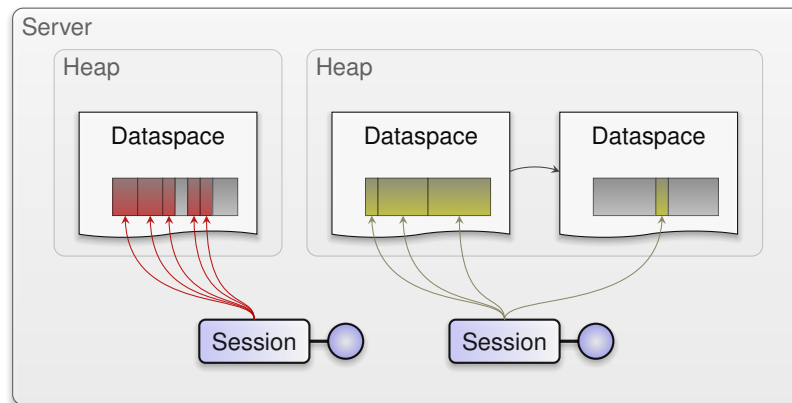 Server
Heap
Heap
Dataspace
Dataspace
Dataspace
Session
Session